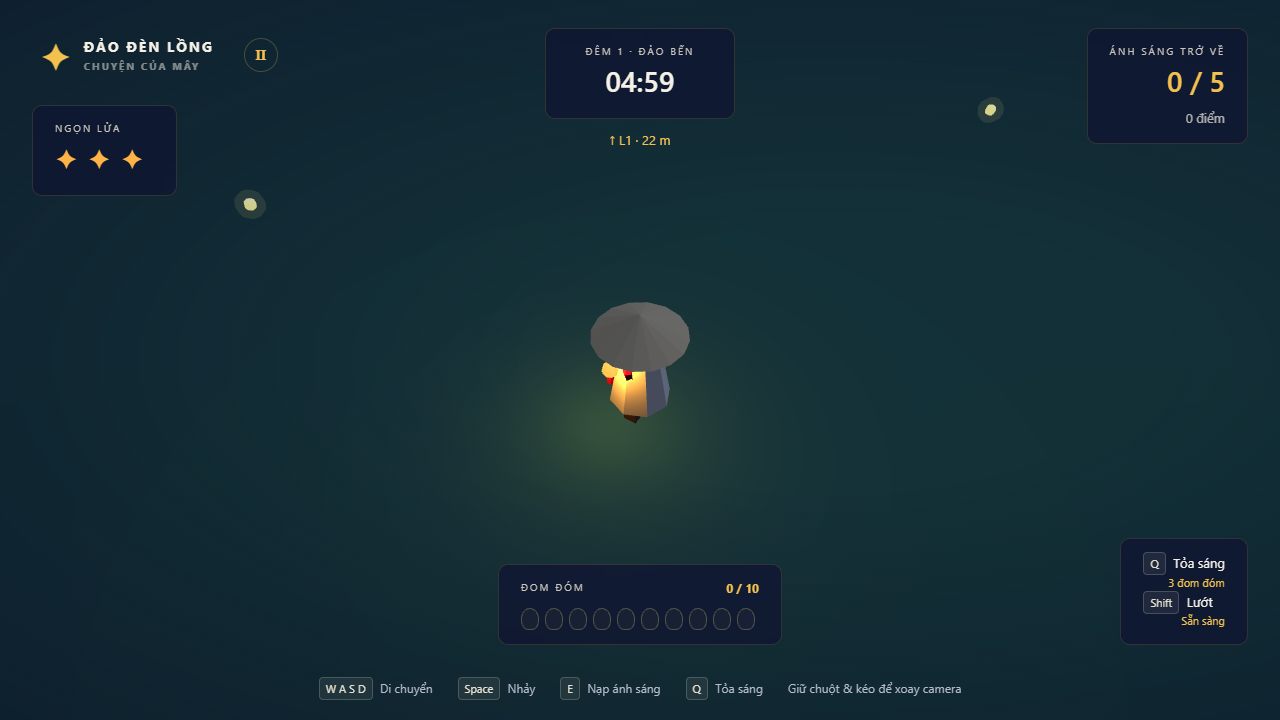 ĐẢO ĐÈN LỒNG
CHUYỆN CỦA MÂY
II
NGỌN LỬA
ĐÊM 1 · ĐẢO BẾN
04:59
↑ L1 · 22 m
ÁNH SÁNG TRỞ VỀ
0 / 5
0 điểm
ĐOM ĐÓM
0 / 10
Q Tỏa sáng
3 đom đóm
Shift Lướt
Sẵn sàng
WASD Di chuyển Space Nhảy E Nạp ánh sáng Q Tỏa sáng Giữ chuột & kéo để xoay camera